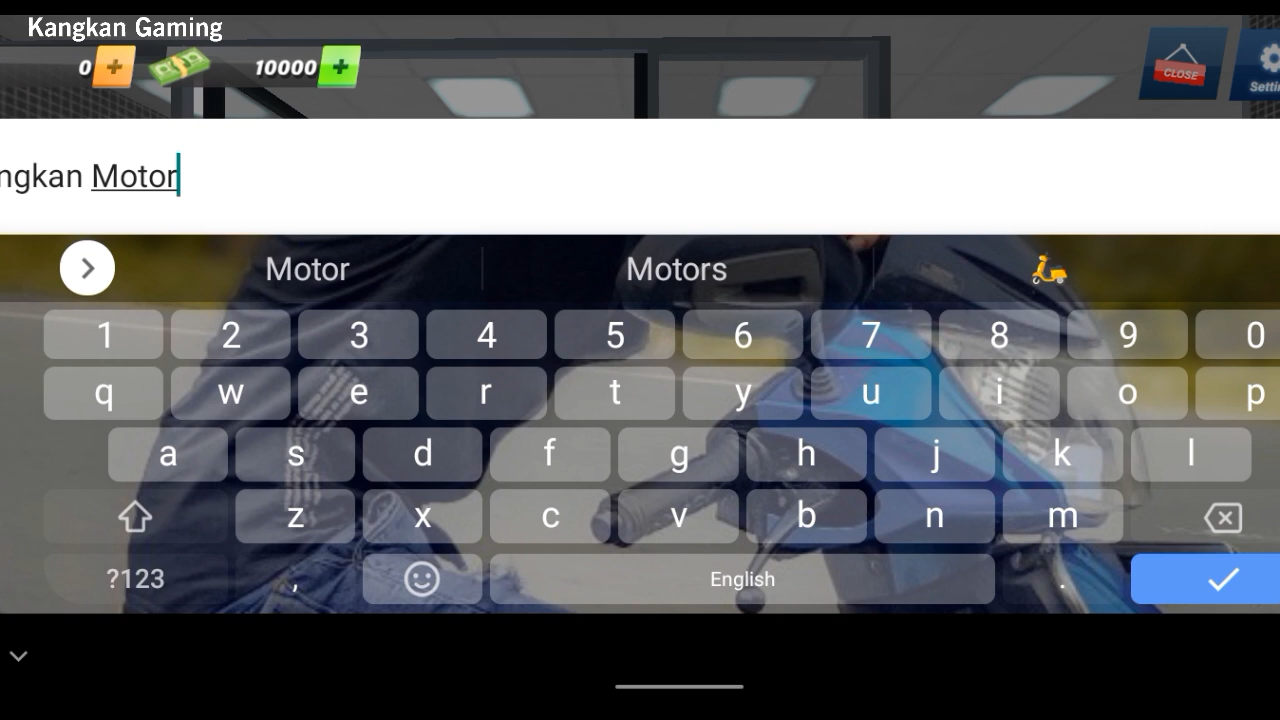 Kangkan Gaming
0 + 10000 +
CLOSE
ngkan Motor
Motor Motors
1 2 3 4 5 6 7 8 9 0
q w e r t y u i o p
a s d f g h j k l
z x c v b n m
?123 , English .